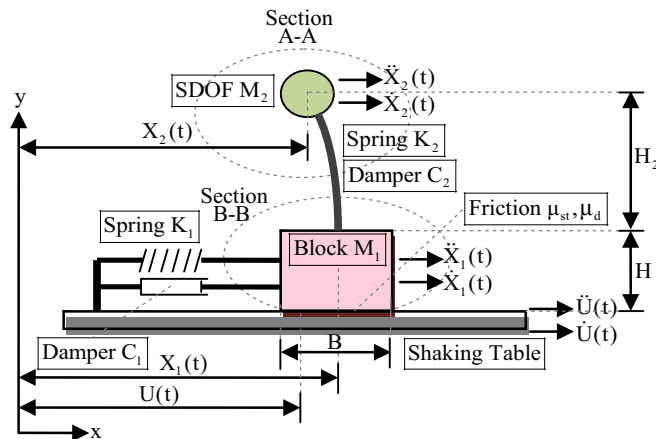 Section
A-A
SDOF M₂
Ẍ₂(t)
Ẋ₂(t)
y
X₂(t)
Spring K₂
Damper C₂
H₂
Section
B-B
Friction μₛₜ,μ_d
Spring K₁
Block M₁
Ẍ₁(t)
Ẋ₁(t)
H
Ü(t)
U̇(t)
Damper C₁
B
Shaking Table
X₁(t)
U(t)
x